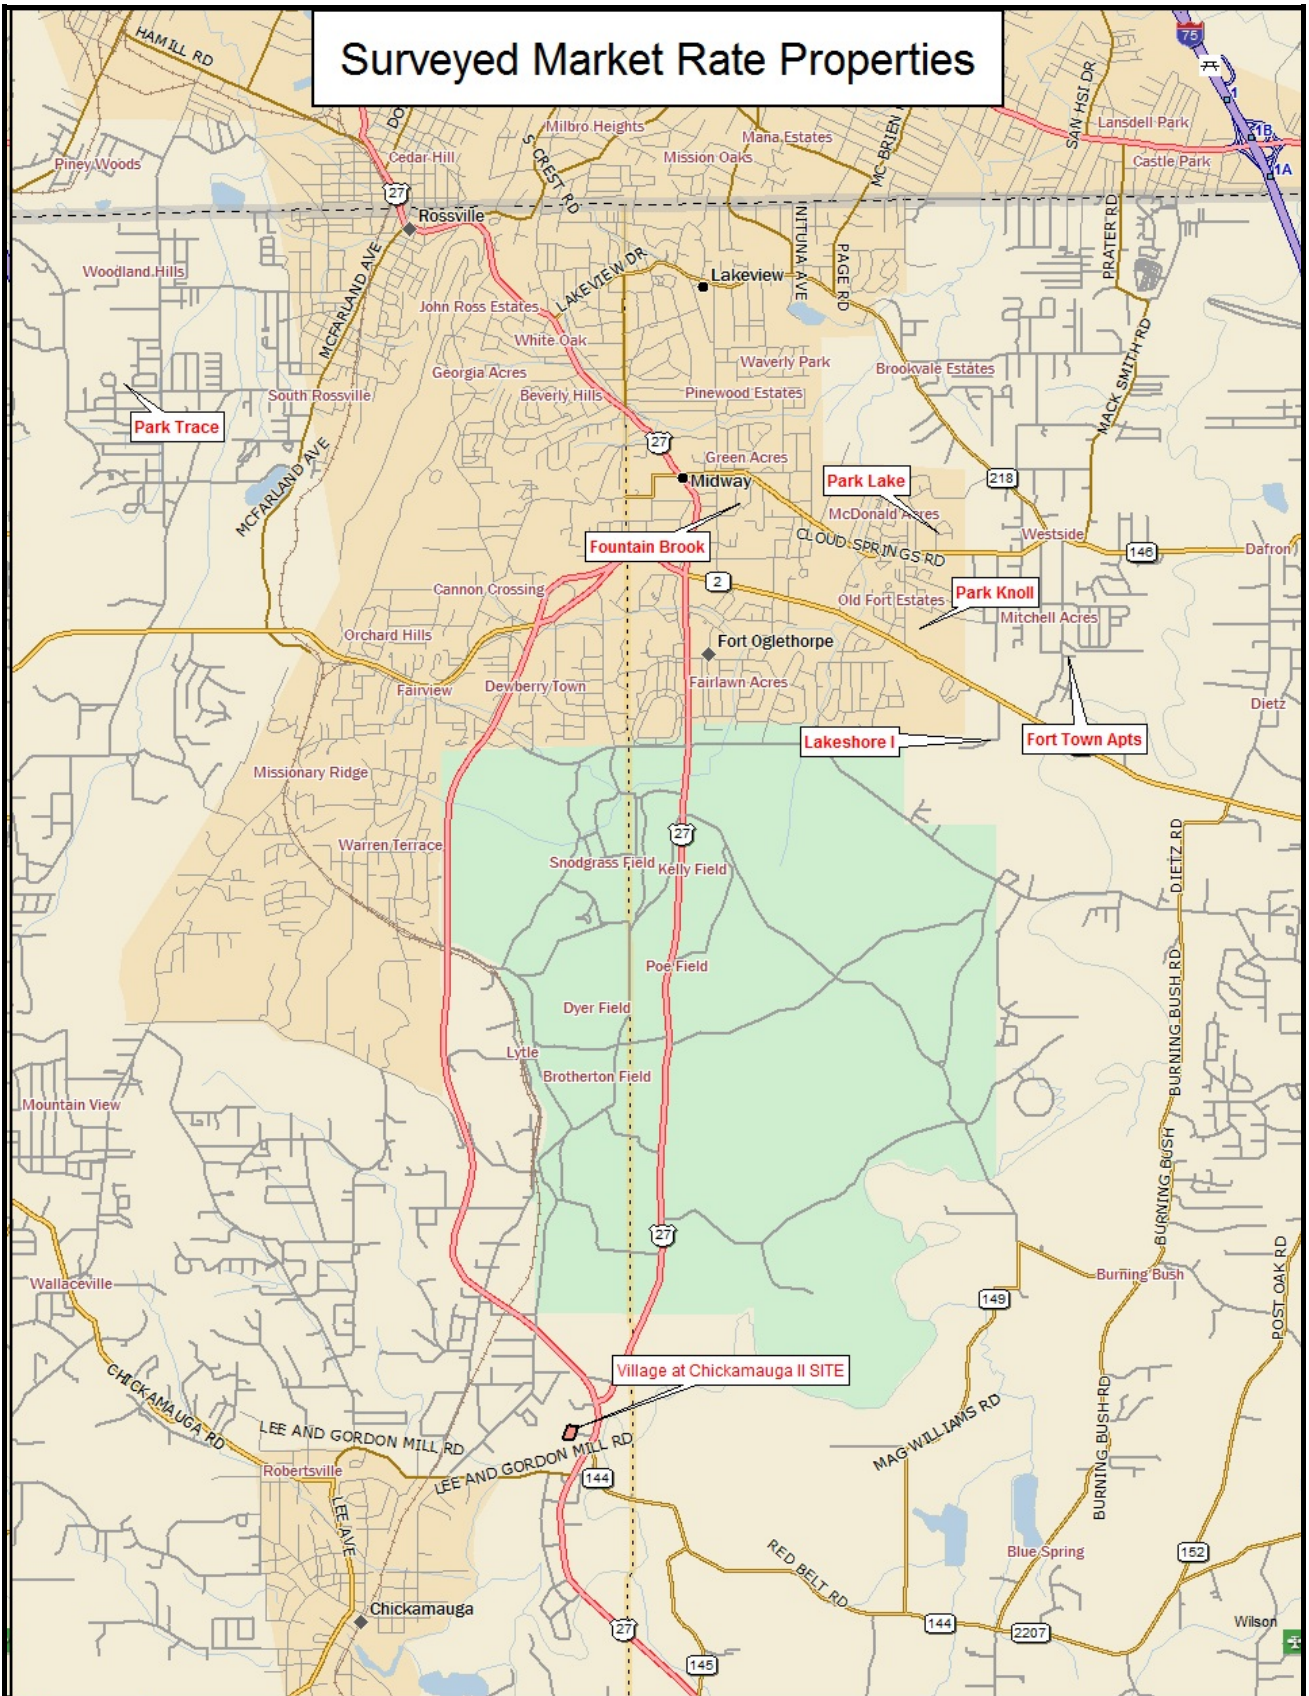 Surveyed Market Rate Properties
HAMILL RD
75
1
SAN HSI DR
Lansdell Park
1B
Milbro Heights
Mana Estates
MC BRIEN
S CREST RD
Cedar Hill
Mission Oaks
Castle Park
1A
Piney Woods
27
Rossville
PRATER RD
NITUNA AVE
PAGE RD
Woodland Hills
MCFARLAND AVE
LAKEVIEW DR
Lakeview
John Ross Estates
White Oak
MACK SMITH RD
Georgia Acres
Waverly Park
Brookvale Estates
South Rossville
Beverly Hills
Pinewood Estates
Park Trace
27
MCFARLAND AVE
Green Acres
Midway
Park Lake
218
McDonald Acres
CLOUD SPRINGS RD
Westside
146
Dafron
Fountain Brook
Cannon Crossing
2
Old Fort Estates
Park Knoll
Mitchell Acres
Orchard Hills
Fort Oglethorpe
Fairview
Dewberry Town
Fairlawn Acres
Dietz
Lakeshore I
Fort Town Apts
Missionary Ridge
27
Warren Terrace
Snodgrass Field
Kelly Field
DIETZ RD
Poe Field
Dyer Field
BURNING BUSH RD
Lytle
Brotherton Field
Mountain View
BURNING BUSH
27
Wallaceville
Burning Bush
POST OAK RD
149
Village at Chickamauga II SITE
CHICKAMAUGA RD
LEE AND GORDON MILL RD
LEE AND GORDON MILL RD
MAG WILLIAMS RD
BURNING BUSH RD
Robertsville
144
LEE AVE
RED BELT RD
Blue Spring
152
Chickamauga
27
144
2207
Wilson
145